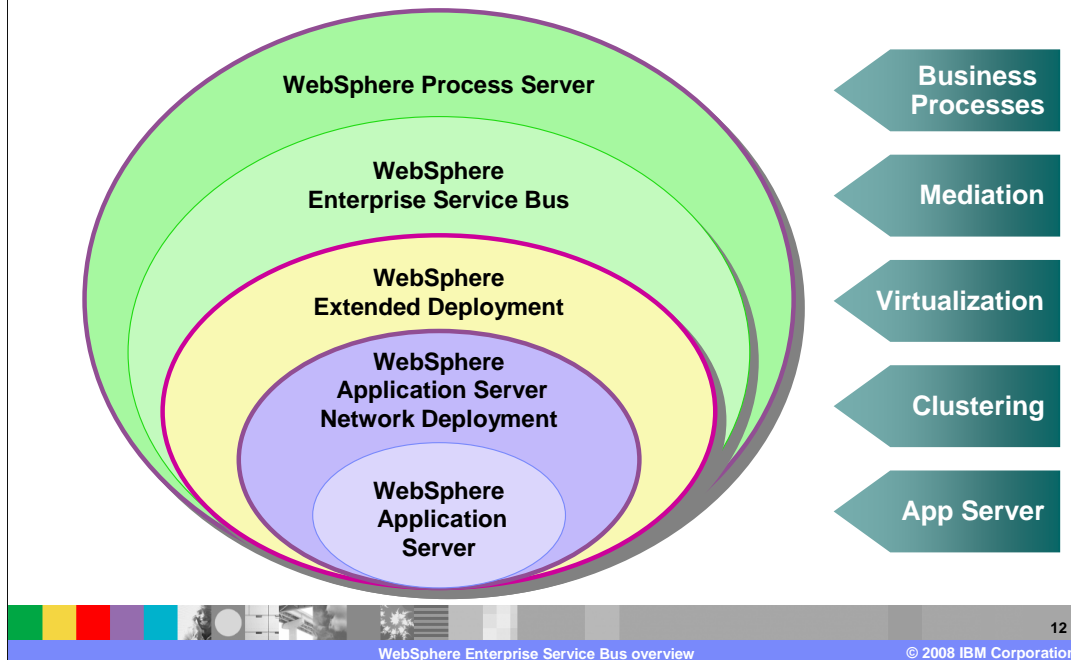 WebSphere Process Server
Business
Processes
WebSphere
Enterprise Service Bus
Mediation
WebSphere
Extended Deployment
Virtualization
WebSphere
Application Server
Network Deployment
Clustering
WebSphere
Application
Server
App Server
12
WebSphere Enterprise Service Bus overview
© 2008 IBM Corporation